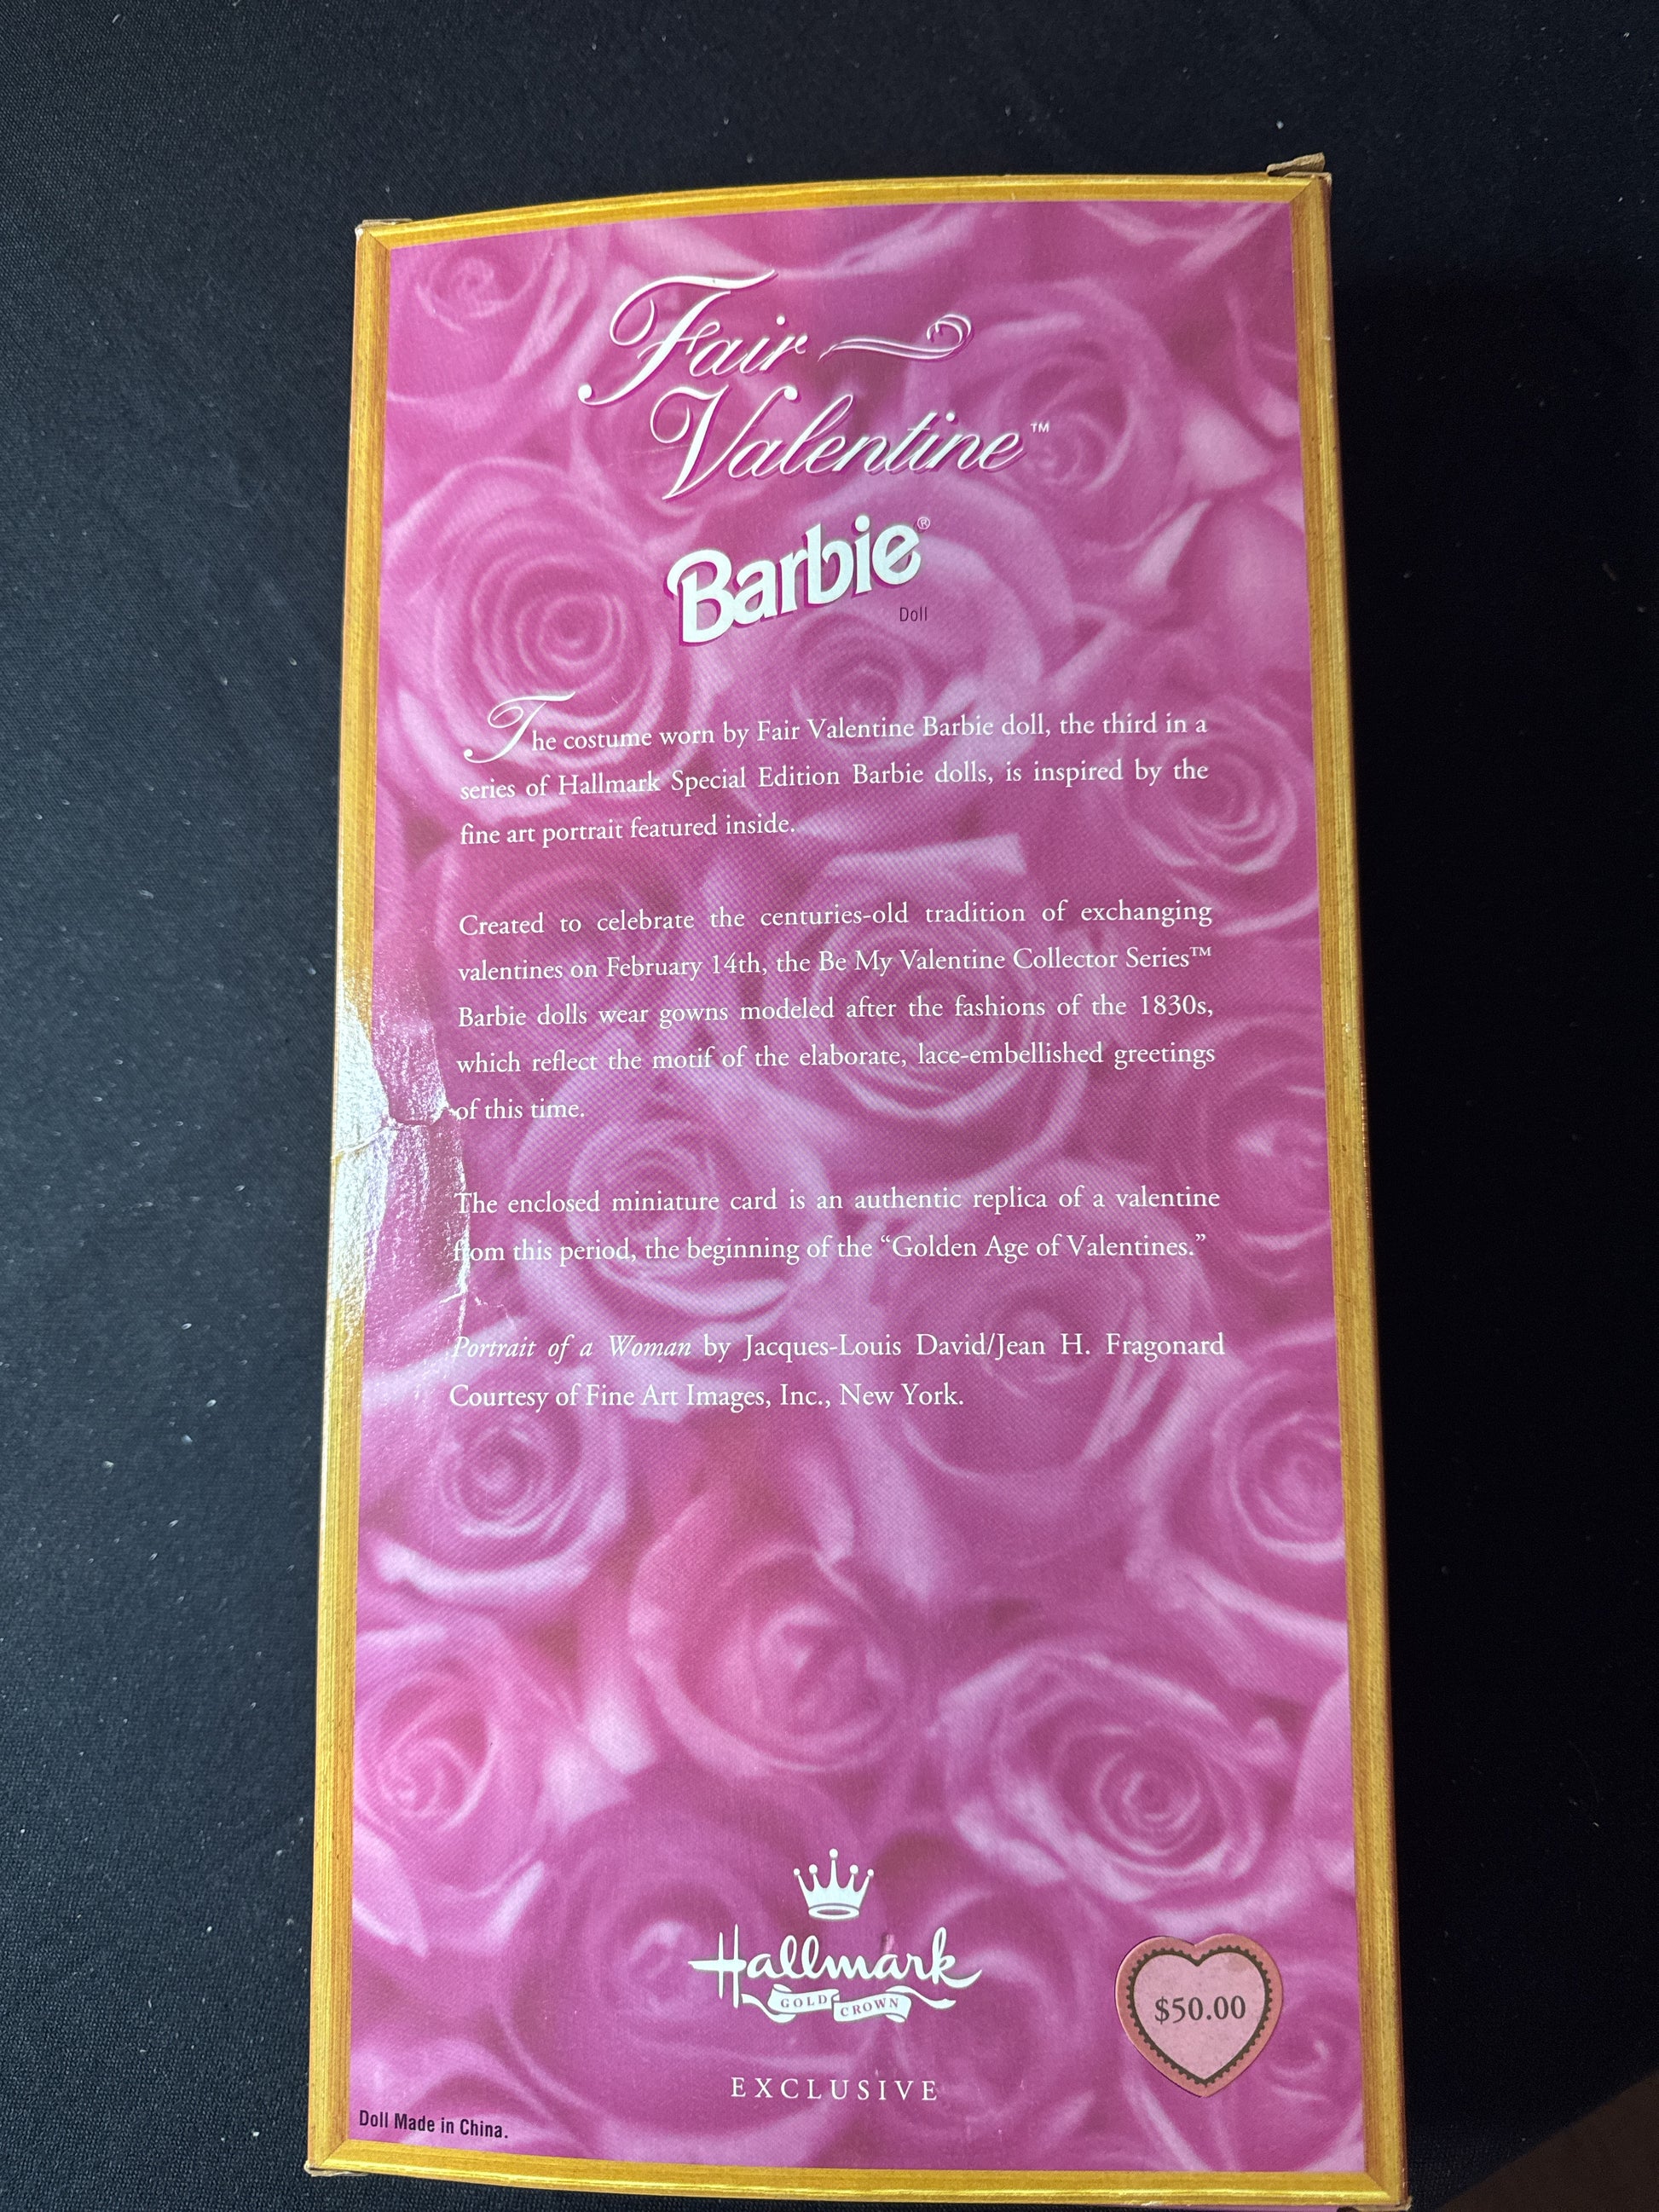 Fair
Valentine™
Barbie®
Doll
The costume worn by Fair Valentine Barbie doll, the third in a
series of Hallmark Special Edition Barbie dolls, is inspired by the
fine art portrait featured inside.
Created to celebrate the centuries-old tradition of exchanging
valentines on February 14th, the Be My Valentine Collector Series™
Barbie dolls wear gowns modeled after the fashions of the 1830s,
which reflect the motif of the elaborate, lace-embellished greetings
of this time.
The enclosed miniature card is an authentic replica of a valentine
from this period, the beginning of the “Golden Age of Valentines.”
Portrait of a Woman by Jacques-Louis David/Jean H. Fragonard
Courtesy of Fine Art Images, Inc., New York.
Hallmark
GOLD CROWN
EXCLUSIVE
$50.00
Doll Made in China.